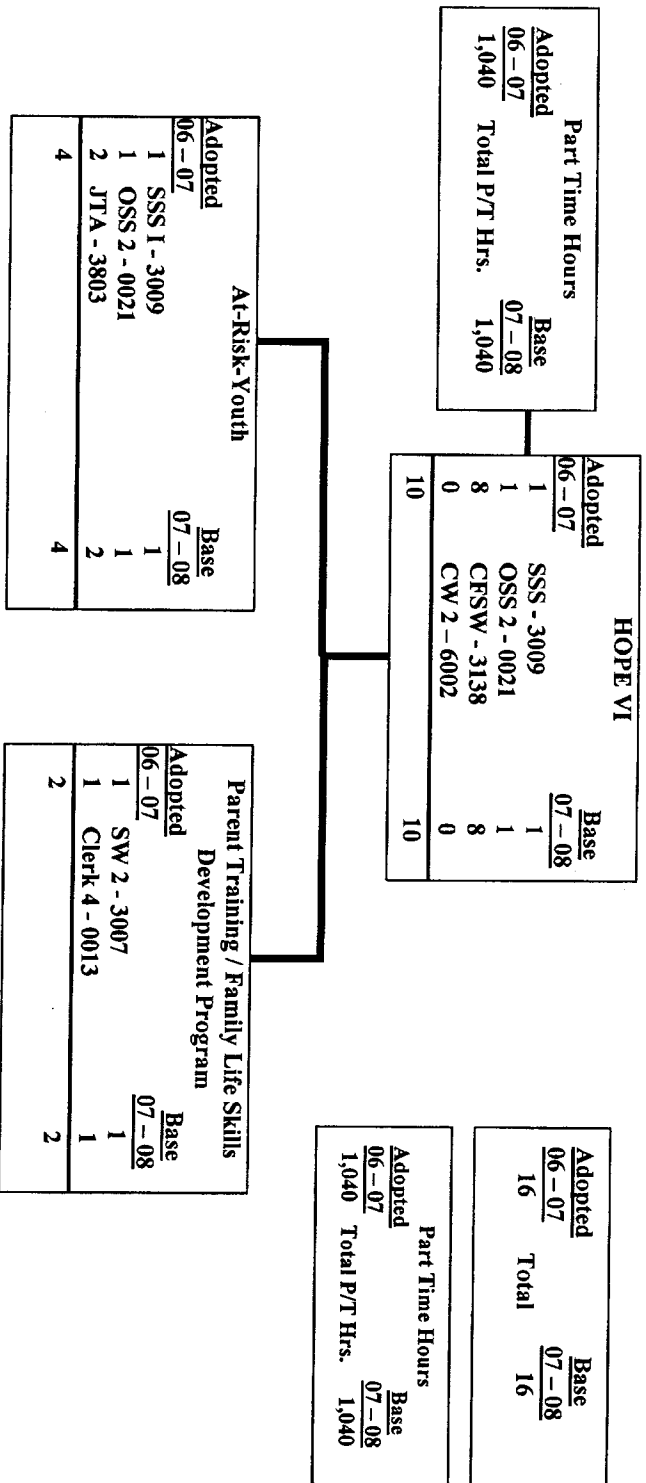 HOPE VI
Adopted Base
06 – 07 07 – 08
1 SSS - 3009 1
1 OSS 2 - 0021 1
8 CFSW - 3138 8
0 CW 2 – 6002 0
10 10
Part Time Hours
Adopted Base
06 – 07 07 – 08
1,040 Total P/T Hrs. 1,040
Adopted Base
06 – 07 07 – 08
16 Total 16
Part Time Hours
Adopted Base
06 – 07 07 – 08
1,040 Total P/T Hrs. 1,040
At-Risk-Youth
Adopted Base
06 – 07 07 – 08
1 SSS I - 3009 1
1 OSS 2 - 0021 1
2 JTA - 3803 2
4 4
Parent Training / Family Life Skills
Development Program
Adopted Base
06 – 07 07 – 08
1 SW 2 - 3007 1
1 Clerk 4 - 0013 1
2 2